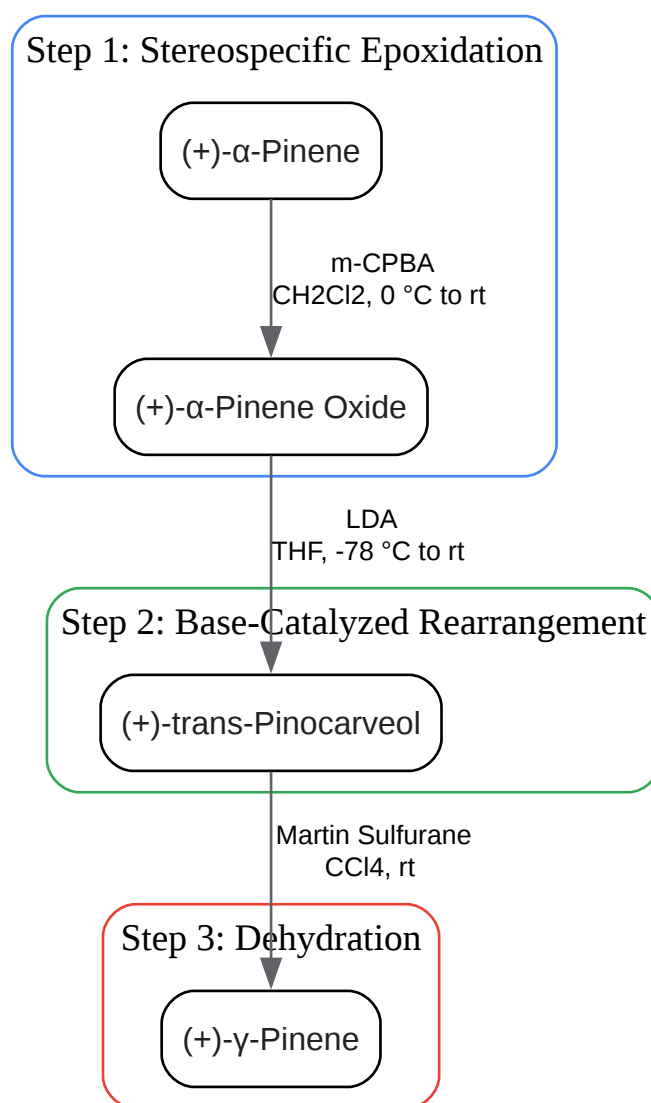 Step 1: Stereospecific Epoxidation
(+)-α-Pinene
m-CPBA
CH2Cl2, 0 °C to rt
(+)-α-Pinene Oxide
LDA
THF, -78 °C to rt
Step 2: Base-Catalyzed Rearrangement
(+)-trans-Pinocarveol
Martin Sulfurane
CCl4, rt
Step 3: Dehydration
(+)-γ-Pinene